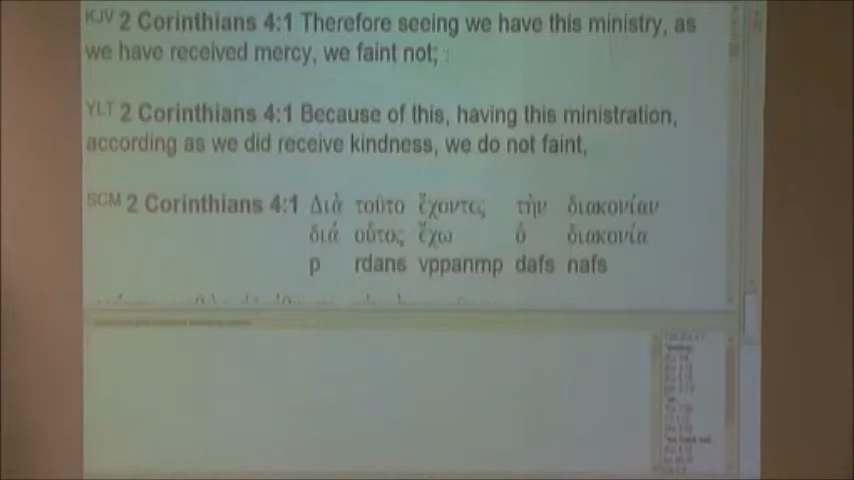 KJV 2 Corinthians 4:1 Therefore seeing we have this ministry, as
we have received mercy, we faint not;
YLT 2 Corinthians 4:1 Because of this, having this ministration,
according as we did receive kindness, we do not faint,
SCM 2 Corinthians 4:1 Διὰ τοῦτο ἔχοντες τὴν διακονίαν
διά οὗτος ἔχω ὁ διακονία
p rdans vppanmp dafs nafs